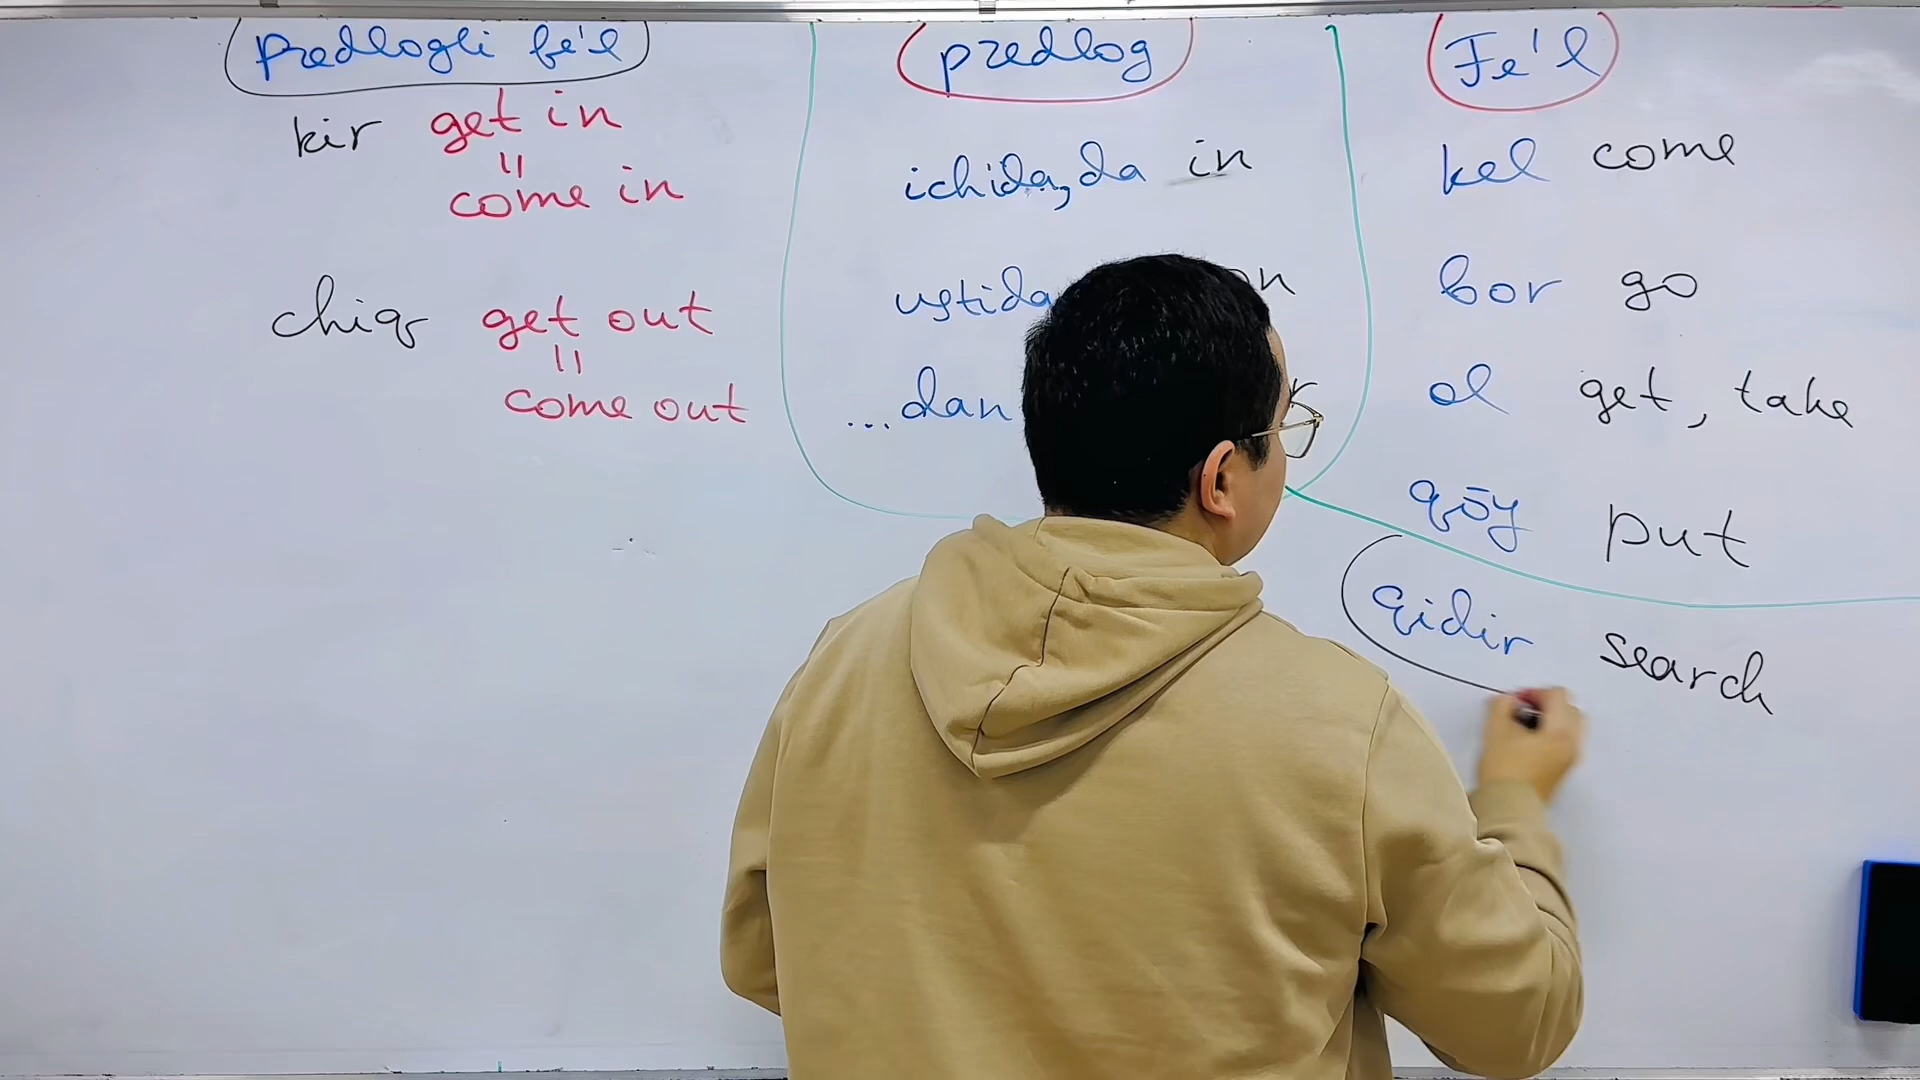 Predlogli fe'l
kir get in
=
come in
chiq get out
=
come out
predlog
ichida, da in
ustida on
...dan
Fe'l
kel come
bor go
ol get, take
qōy put
qidir search